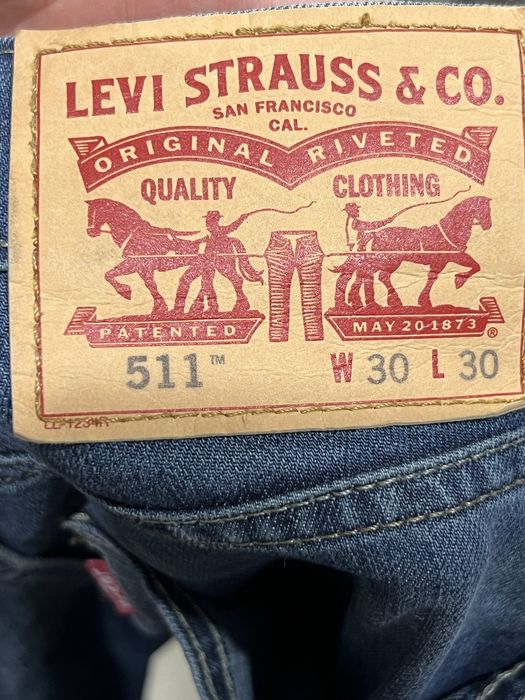 LEVI STRAUSS & CO.
SAN FRANCISCO
CAL.
ORIGINAL RIVETED
QUALITY CLOTHING
PATENTED MAY 20 1873 ®
511™ W 30 L 30